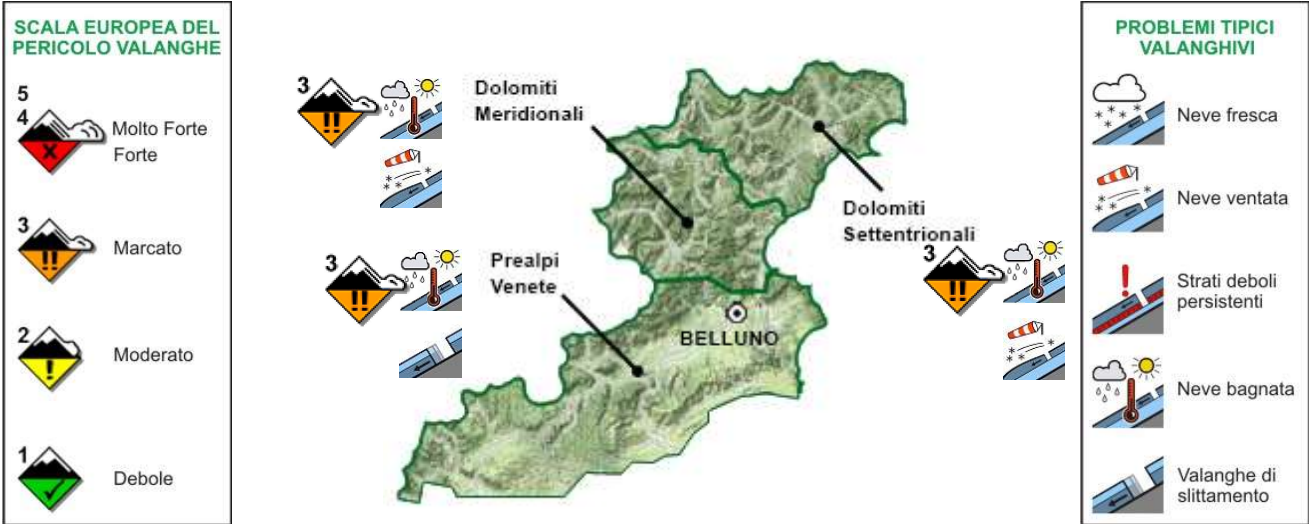 SCALA EUROPEA DEL
PERICOLO VALANGHE
5
4
Molto Forte
Forte
3
Marcato
2
Moderato
1
Debole
3
Dolomiti
Meridionali
Dolomiti
Settentrionali
3
3
Prealpi
Venete
BELLUNO
PROBLEMI TIPICI
VALANGHIVI
Neve fresca
Neve ventata
Strati deboli
persistenti
Neve bagnata
Valanghe di
slittamento